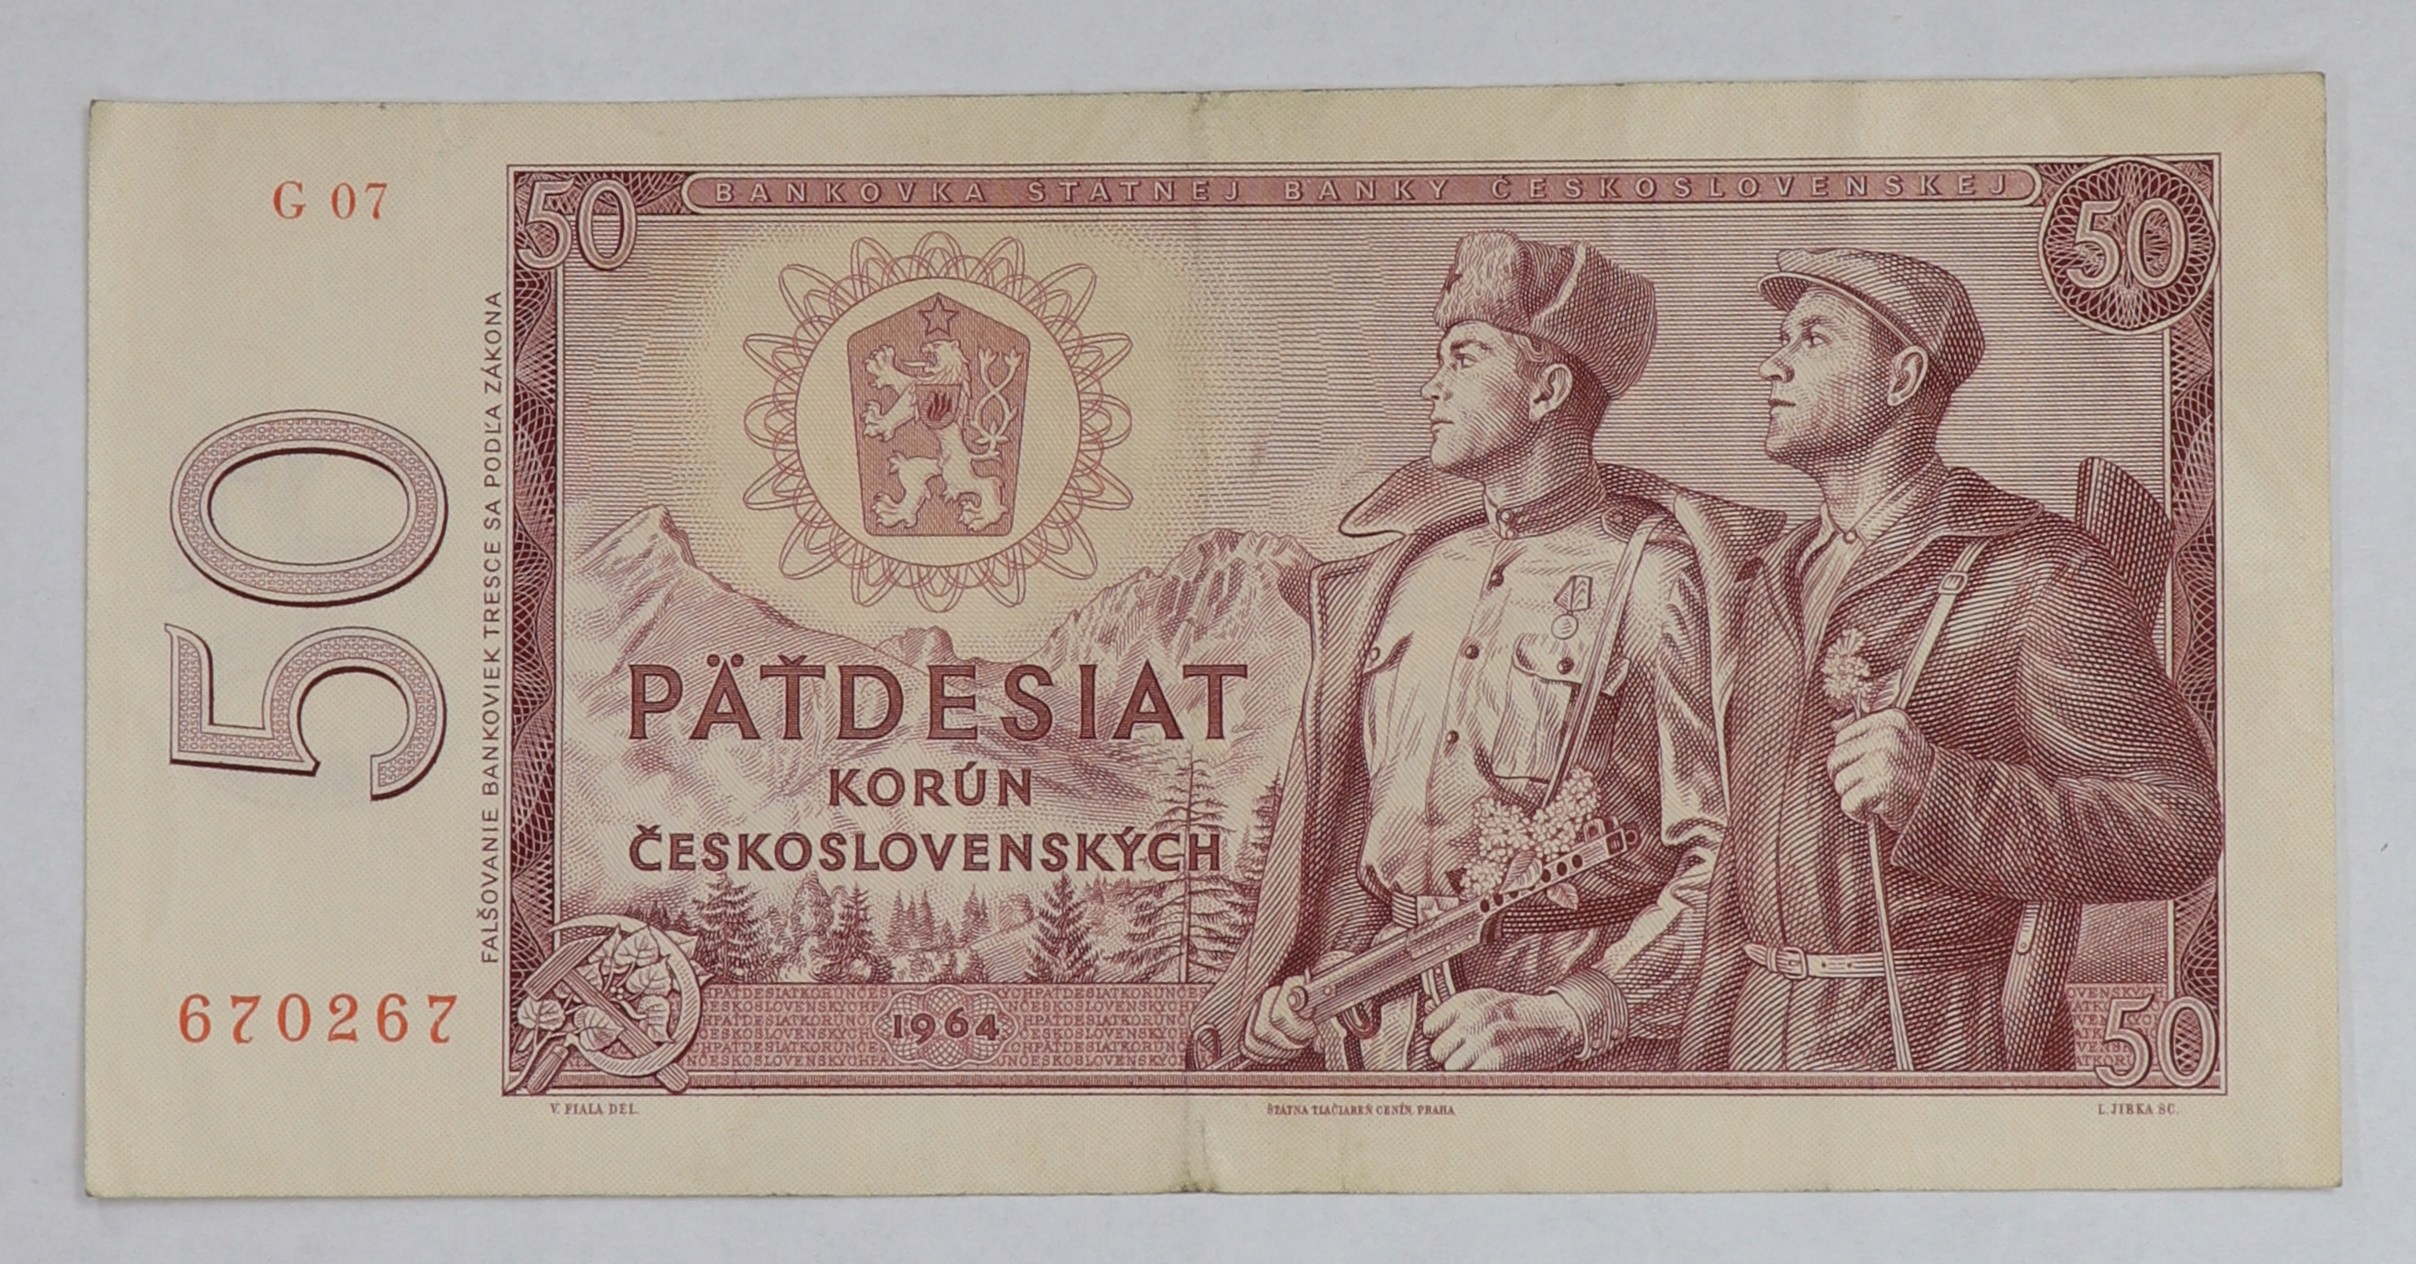 G 07
50
BANKOVKA ŠTÁTNEJ BANKY ČESKOSLOVENSKEJ
50
50
FALŠOVANIE BANKOVIEK TRESCE SA PODĽA ZÁKONA
PÄŤDESIAT
KORÚN
ČESKOSLOVENSKÝCH
670267
1964
50
V. FIALA DEL.
ŠTÁTNA TLAČIAREŇ CENÍN, PRAHA
L. JIRKA SC.